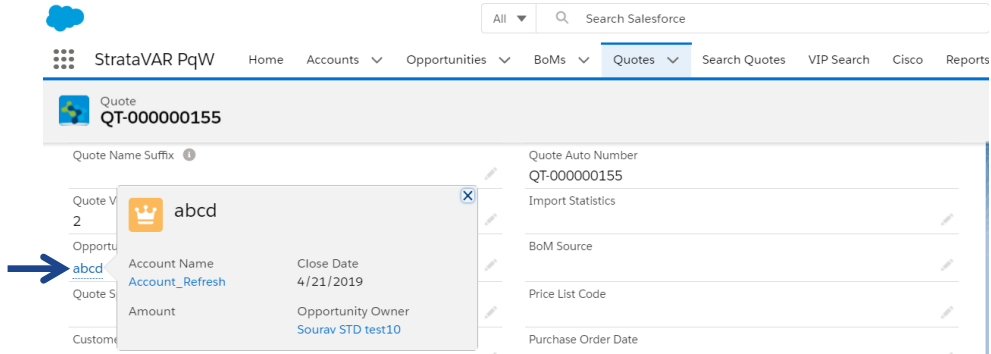 All Search Salesforce
StrataVAR PqW Home Accounts Opportunities BoMs Quotes Search Quotes VIP Search Cisco Reports
Quote
QT-000000155
Quote Name Suffix Quote Auto Number
QT-000000155
Quote V Import Statistics
2
abcd
Opportu BoM Source
abcd
Account Name Close Date
Account_Refresh 4/21/2019
Quote S Price List Code
Amount Opportunity Owner
Sourav STD test10
Custome Purchase Order Date